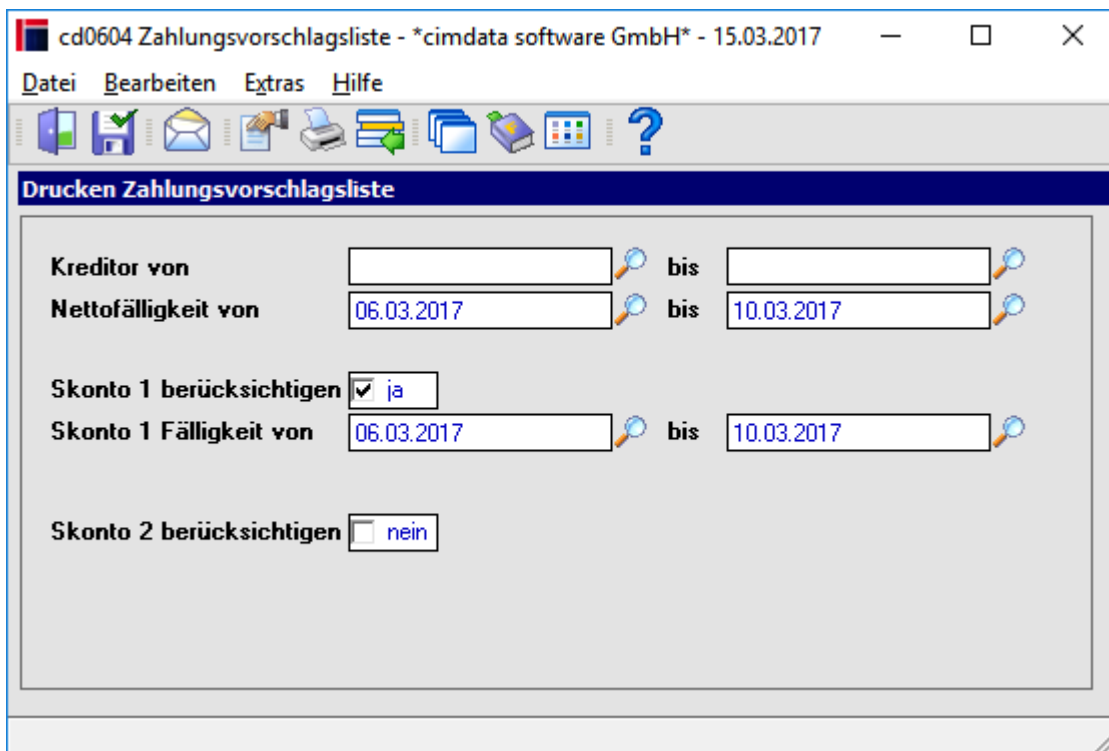 cd0604 Zahlungsvorschlagsliste - *cimdata software GmbH* - 15.03.2017
Datei Bearbeiten Extras Hilfe
Drucken Zahlungsvorschlagsliste
Kreditor von bis
Nettofälligkeit von 06.03.2017 bis 10.03.2017
Skonto 1 berücksichtigen ja
Skonto 1 Fälligkeit von 06.03.2017 bis 10.03.2017
Skonto 2 berücksichtigen nein